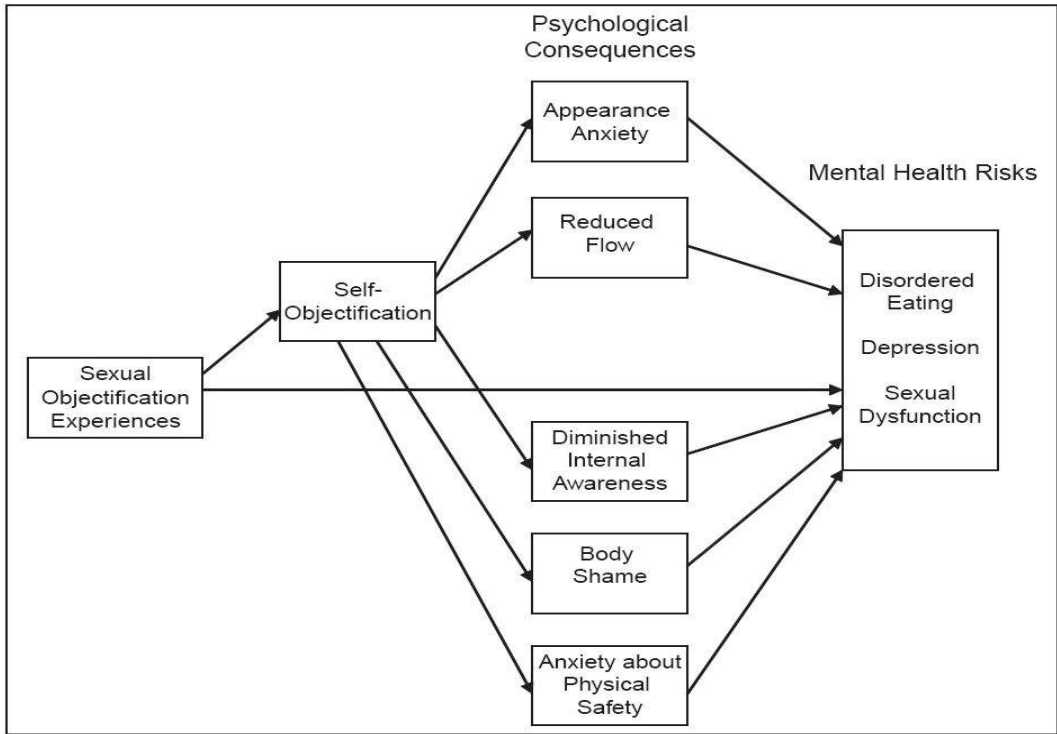 Psychological
Consequences
Appearance
Anxiety
Mental Health Risks
Reduced
Flow
Self-
Objectification
Disordered
Eating
Depression
Sexual
Objectification
Experiences
Sexual
Dysfunction
Diminished
Internal
Awareness
Body
Shame
Anxiety about
Physical
Safety